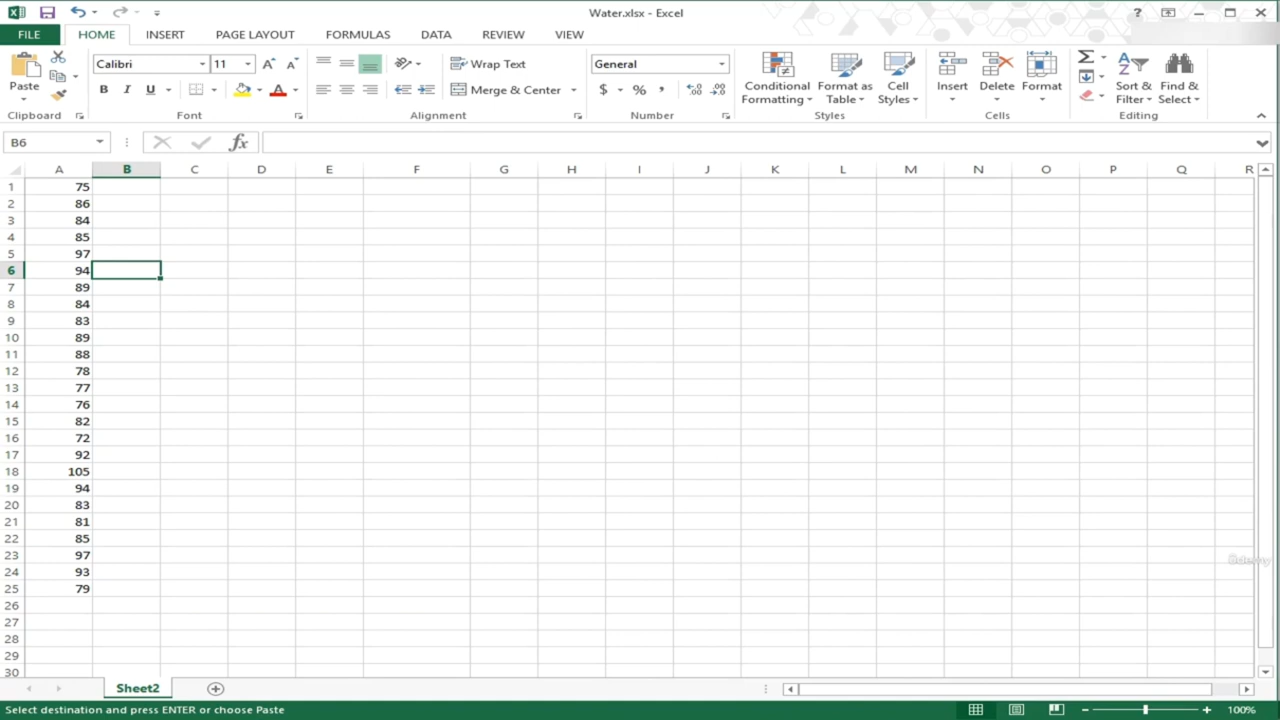 Water.xlsx - Excel
?
FILE HOME INSERT PAGE LAYOUT FORMULAS DATA REVIEW VIEW
Paste
Calibri 11 A A
B I U A
Wrap Text
Merge & Center
General
$ % , .0 .00 .00 .0
Conditional Formatting
Format as Table
Cell Styles
Insert Delete Format
Sort & Filter
Find & Select
Clipboard Font Alignment Number Styles Cells Editing
B6 fx
A B C D E F G H I J K L M N O P Q R
1 75
2 86
3 84
4 85
5 97
6 94
7 89
8 84
9 83
10 89
11 88
12 78
13 77
14 76
15 82
16 72
17 92
18 105
19 94
20 83
21 81
22 85
23 97
24 93
25 79
26
27
28
29
30
ûdemy
Sheet2
Select destination and press ENTER or choose Paste 100%